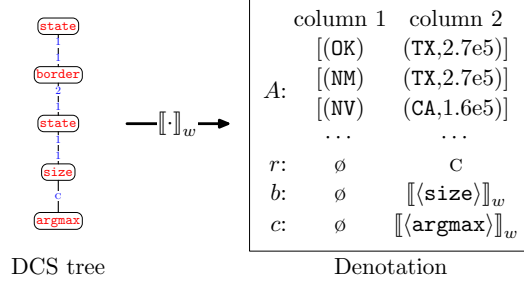 state
1
1
border
2
1
state
1
1
size
c
argmax
DCS tree
⟦·⟧w
column 1 column 2
A:
[(OK) (TX,2.7e5)]
[(NM) (TX,2.7e5)]
[(NV) (CA,1.6e5)]
··· ···
r: ø C
b: ø ⟦⟨size⟩⟧w
c: ø ⟦⟨argmax⟩⟧w
Denotation